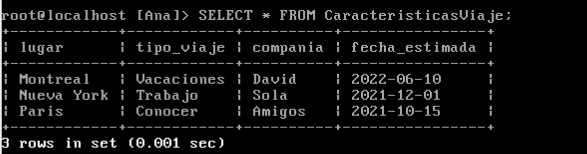 root@localhost [Ana]> SELECT * FROM CaracteristicasViaje;
+-------------+------------+----------+----------------+
| lugar | tipo_viaje | compania | fecha_estimada |
+-------------+------------+----------+----------------+
| Montreal | Vacaciones | David | 2022-06-10 |
| Nueva York | Trabajo | Sola | 2021-12-01 |
| Paris | Conocer | Amigos | 2021-10-15 |
+-------------+------------+----------+----------------+
3 rows in set (0.001 sec)